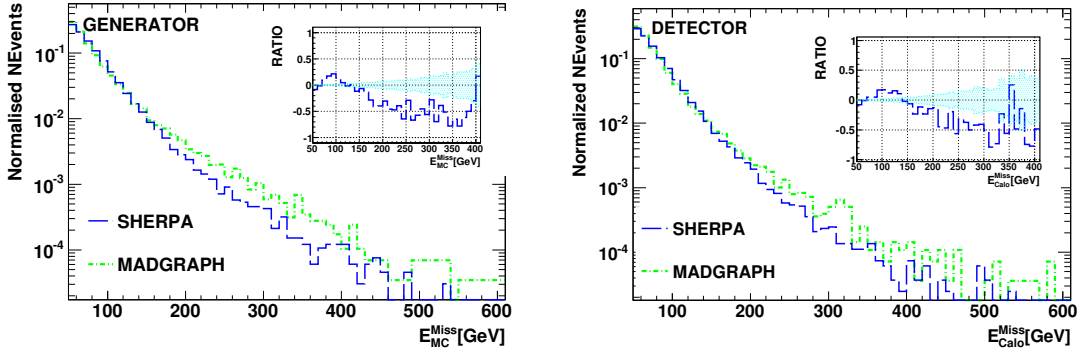 GENERATOR
Normalised NEvents
10^-1
10^-2
10^-3
10^-4
100 200 300 400 500 600
E_MC^Miss[GeV]
SHERPA
MADGRAPH
RATIO
1
0.5
0
-0.5
-1
50 100 150 200 250 300 350 400
E_MC^Miss[GeV]
DETECTOR
Normalized NEvents
10^-1
10^-2
10^-3
10^-4
100 200 300 400 500 600
E_Calo^Miss[GeV]
SHERPA
MADGRAPH
RATIO
1
0.5
0
-0.5
-1
50 100 150 200 250 300 350 400
E_Calo^Miss[GeV]